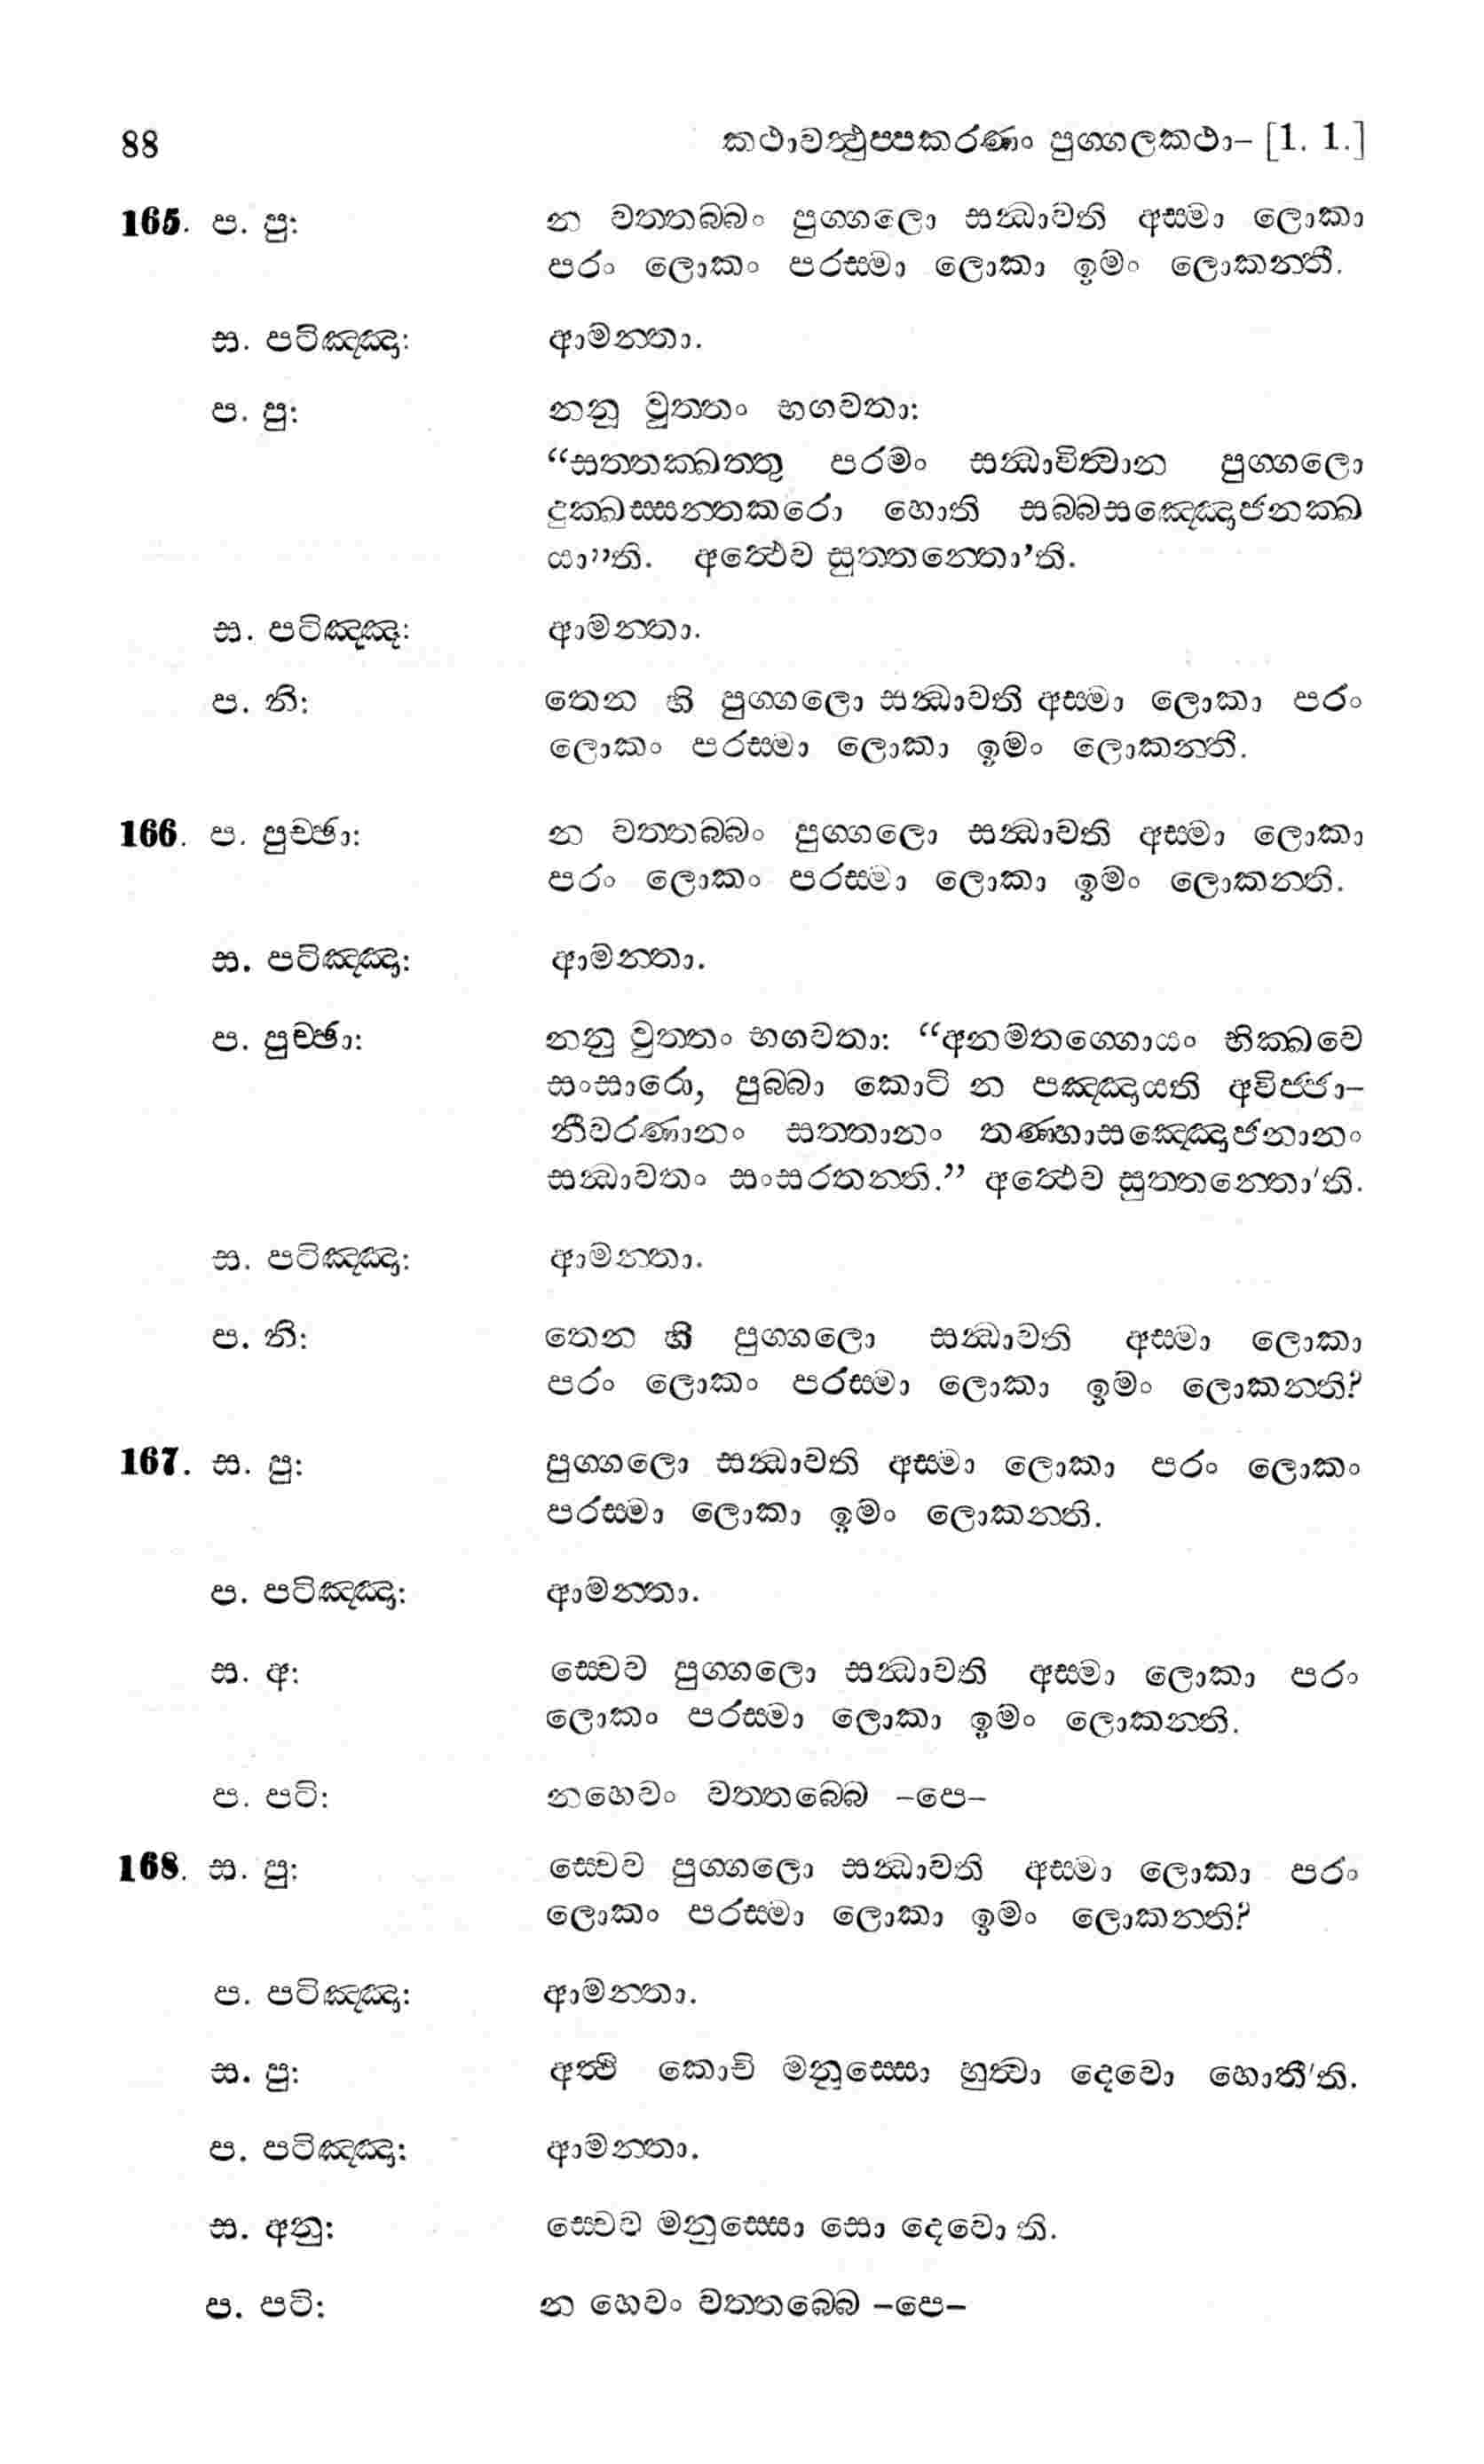 88 කථාවත්‍ථුප්පකරණං පුග්ගලකථා– [1. 1.]
165. ප. පු: න වත්තබ්බං පුග්ගලො සන්‍ධාවති අස්මා ලොකා
පරං ලොකං පරස්මා ලොකා ඉමං ලොකන්තී.
ස. පටිඤ්ඤා: ආමන්තා.
ප. පු: නනු වුත්තං භගවතා:
“සත්තක්ඛත්තු පරමං සන්‍ධාවිත්‍වාන පුග්ගලො
දුක්ඛස්සන්තකරො හොති සබ්බසඤ්ඤොජනක්ඛ
යා”ති. අත්‍ථෙව සුත්තන්තො’ති.
ස. පටිඤ්ඤ: ආමන්තා.
ප. නි: තෙන හි පුග්ගලො සන්‍ධාවති අස්මා ලොකා පරං
ලොකං පරස්මා ලොකා ඉමං ලොකන්ති.
166. ප. පුච්ඡා: න වත්තබ්බං පුග්ගලො සන්‍ධාවති අස්මා ලොකා
පරං ලොකං පරස්මා ලොකා ඉමං ලොකන්ති.
ස. පටිඤ්ඤා: ආමන්තා.
ප. පුච්ඡා: නනු වුත්තං භගවතා: “අනමතග්ගොයං භික්ඛවෙ
සංසාරො, පුබ්බා කොටි න පඤ්ඤායති අවිජ්ජා–
නීවරණානං සත්තානං තණ්හාසඤ්ඤොජනානං
සන්‍ධාවතං සංසරතන්ති.” අත්‍ථෙව සුත්තන්තො'ති.
ස. පටිඤ්ඤා: ආමන්තා.
ප. නි: තෙන හී පුග්ගලො සන්‍ධාවති අස්මා ලොකා
පරං ලොකං පරස්මා ලොකා ඉමං ලොකන්ති?
167. ස. පු: පුග්ගලො සන්‍ධාවති අස්මා ලොකා පරං ලොකං
පරස්මා ලොකා ඉමං ලොකන්ති.
ප. පටිඤ්ඤා: ආමන්තා.
ස. අ: ස්වෙව පුග්ගලො සන්‍ධාවති අස්මා ලොකා පරං
ලොකං පරස්මා ලොකා ඉමං ලොකන්ති.
ප. පටි: නහෙවං වත්තබ්බෙ –පෙ–
168. ස. පු: ස්වෙව පුග්ගලො සන්‍ධාවති අස්මා ලොකා පරං
ලොකං පරස්මා ලොකා ඉමං ලොකන්ති?
ප. පටිඤ්ඤා: ආමන්තා.
ස. පු: අත්‍ථි කොචි මනුස්සො හුත්‍වා දෙවො හොතී'ති.
ප. පටිඤ්ඤා: ආමන්තා.
ස. අනු: ස්වෙව මනුස්සො සො දෙවො ති.
ප. පටි: න හෙවං වත්තබ්බෙ –පෙ–